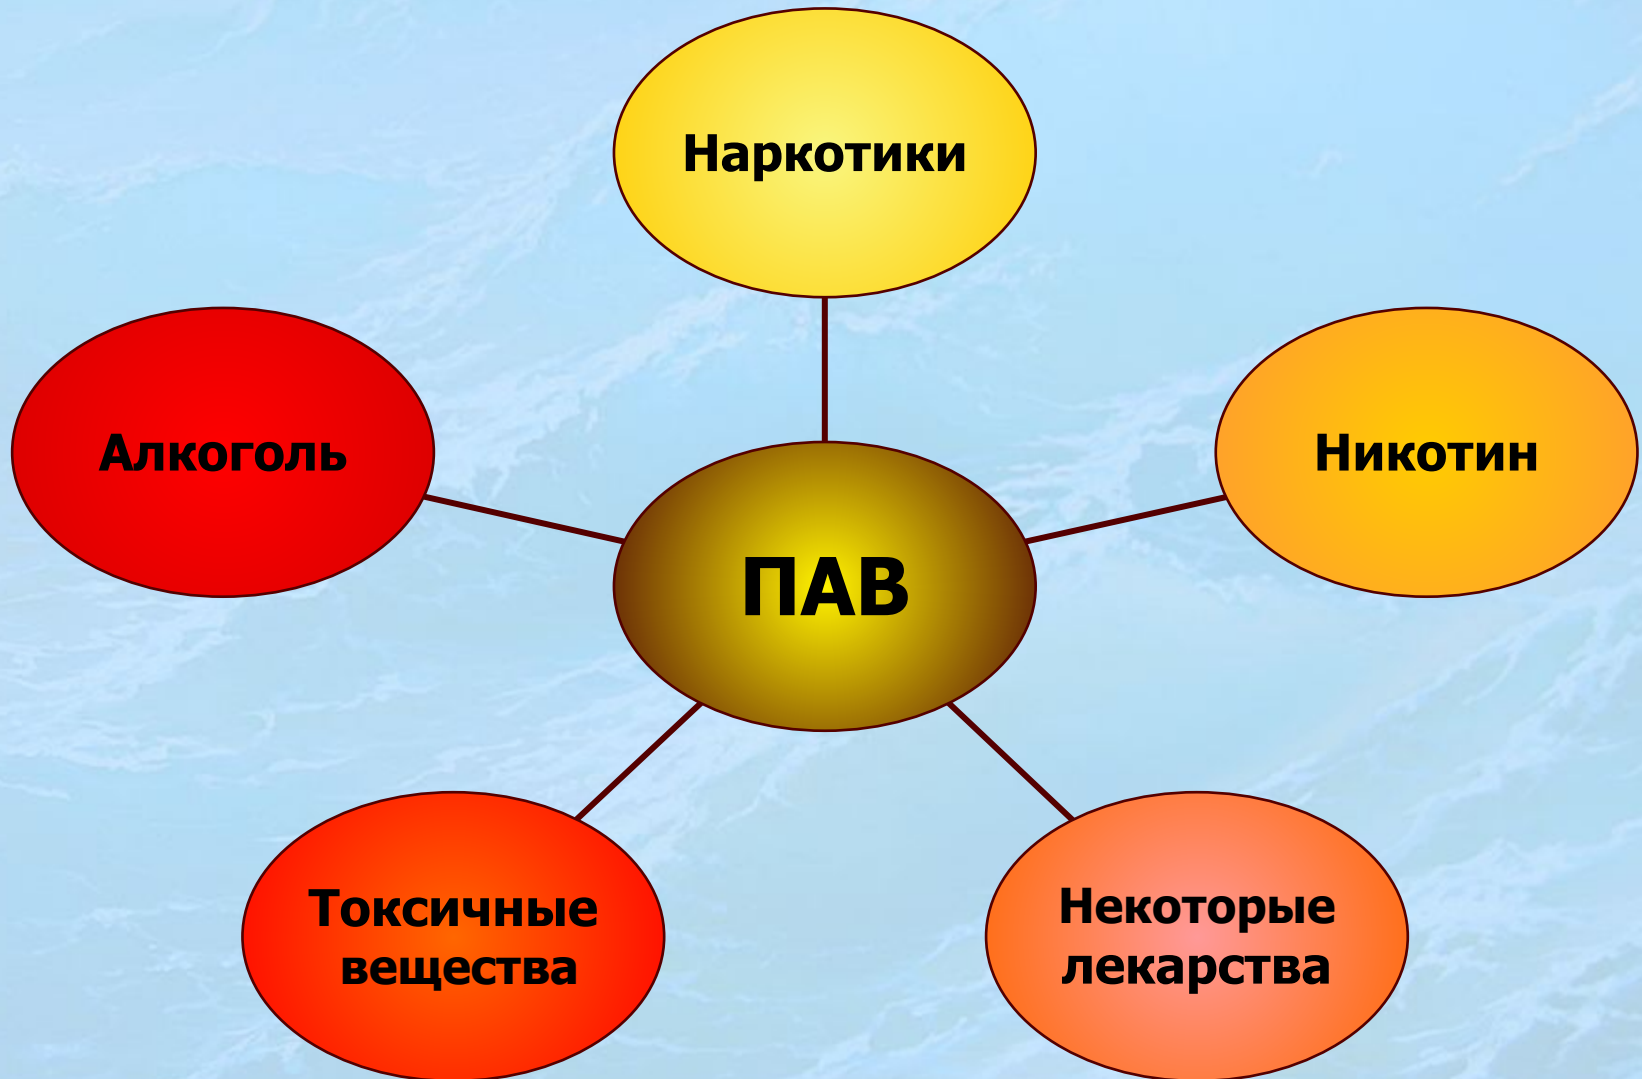 Наркотики
Алкоголь
Никотин
ПАВ
Токсичные
вещества
Некоторые
лекарства